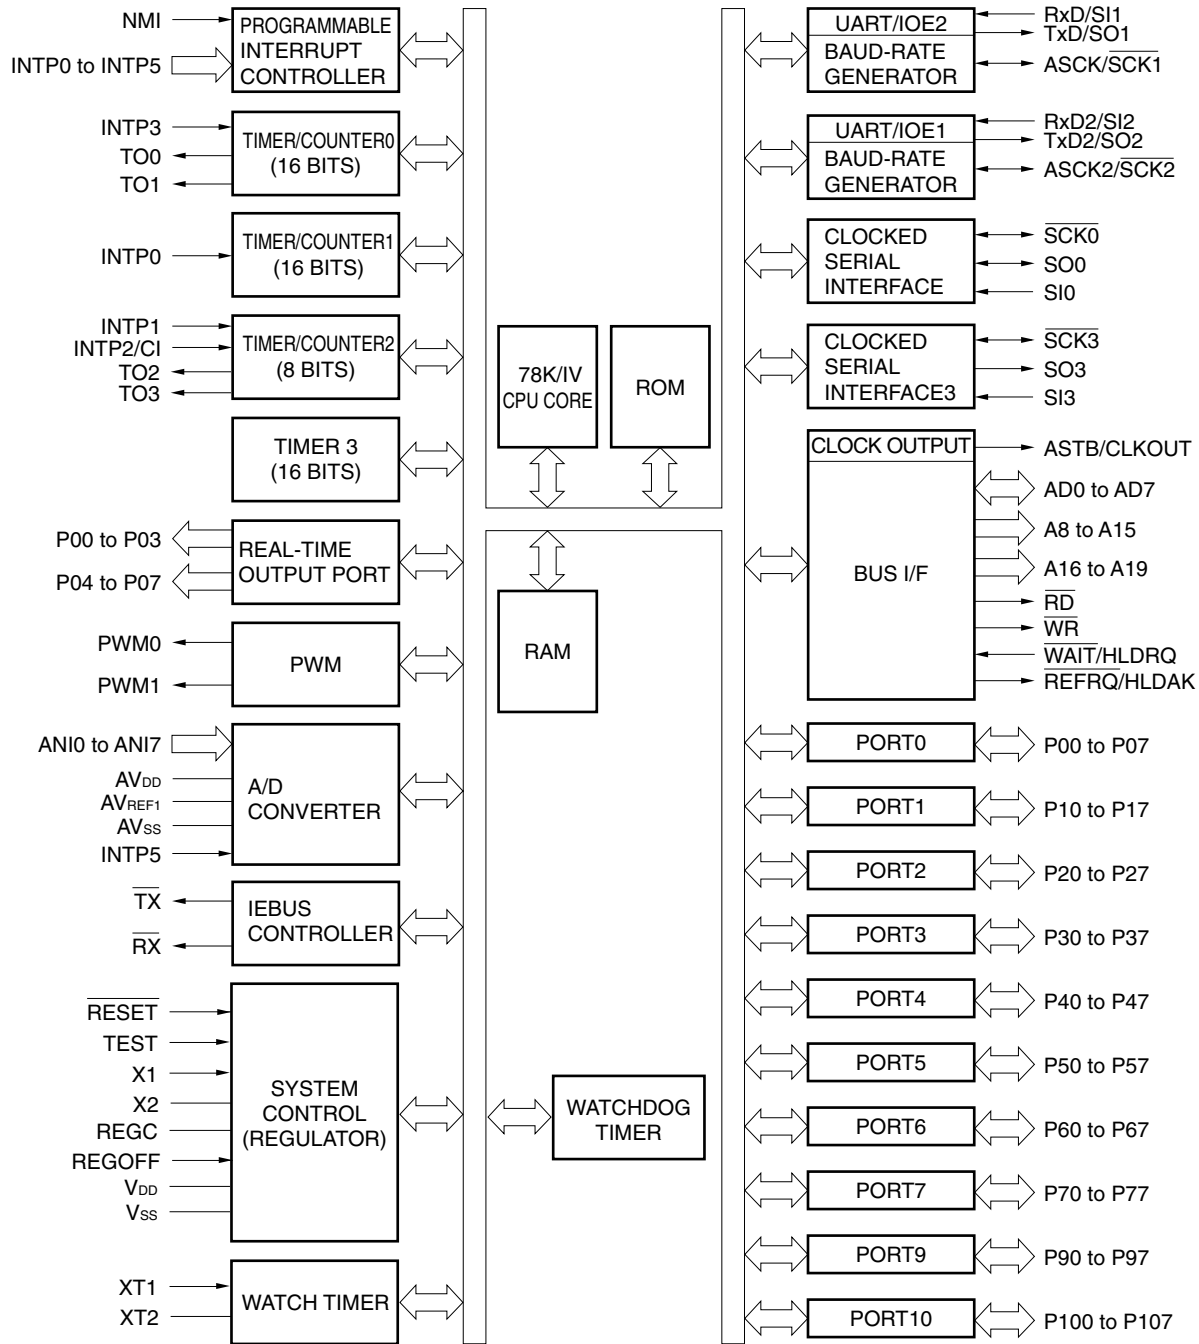 NMI
INTP0 to INTP5
PROGRAMMABLE
INTERRUPT
CONTROLLER
INTP3
TO0
TO1
TIMER/COUNTER0
(16 BITS)
INTP0
TIMER/COUNTER1
(16 BITS)
INTP1
INTP2/CI
TO2
TO3
TIMER/COUNTER2
(8 BITS)
TIMER 3
(16 BITS)
P00 to P03
P04 to P07
REAL-TIME
OUTPUT PORT
PWM0
PWM1
PWM
ANI0 to ANI7
AVDD
AVREF1
AVSS
INTP5
A/D
CONVERTER
TX
RX
IEBUS
CONTROLLER
RESET
TEST
X1
X2
REGC
REGOFF
VDD
VSS
SYSTEM
CONTROL
(REGULATOR)
XT1
XT2
WATCH TIMER
78K/IV
CPU CORE
ROM
RAM
WATCHDOG
TIMER
UART/IOE2
BAUD-RATE
GENERATOR
RxD/SI1
TxD/SO1
ASCK/SCK1
UART/IOE1
BAUD-RATE
GENERATOR
RxD2/SI2
TxD2/SO2
ASCK2/SCK2
CLOCKED
SERIAL
INTERFACE
SCK0
SO0
SI0
CLOCKED
SERIAL
INTERFACE3
SCK3
SO3
SI3
CLOCK OUTPUT
BUS I/F
ASTB/CLKOUT
AD0 to AD7
A8 to A15
A16 to A19
RD
WR
WAIT/HLDRQ
REFRQ/HLDAK
PORT0
P00 to P07
PORT1
P10 to P17
PORT2
P20 to P27
PORT3
P30 to P37
PORT4
P40 to P47
PORT5
P50 to P57
PORT6
P60 to P67
PORT7
P70 to P77
PORT9
P90 to P97
PORT10
P100 to P107